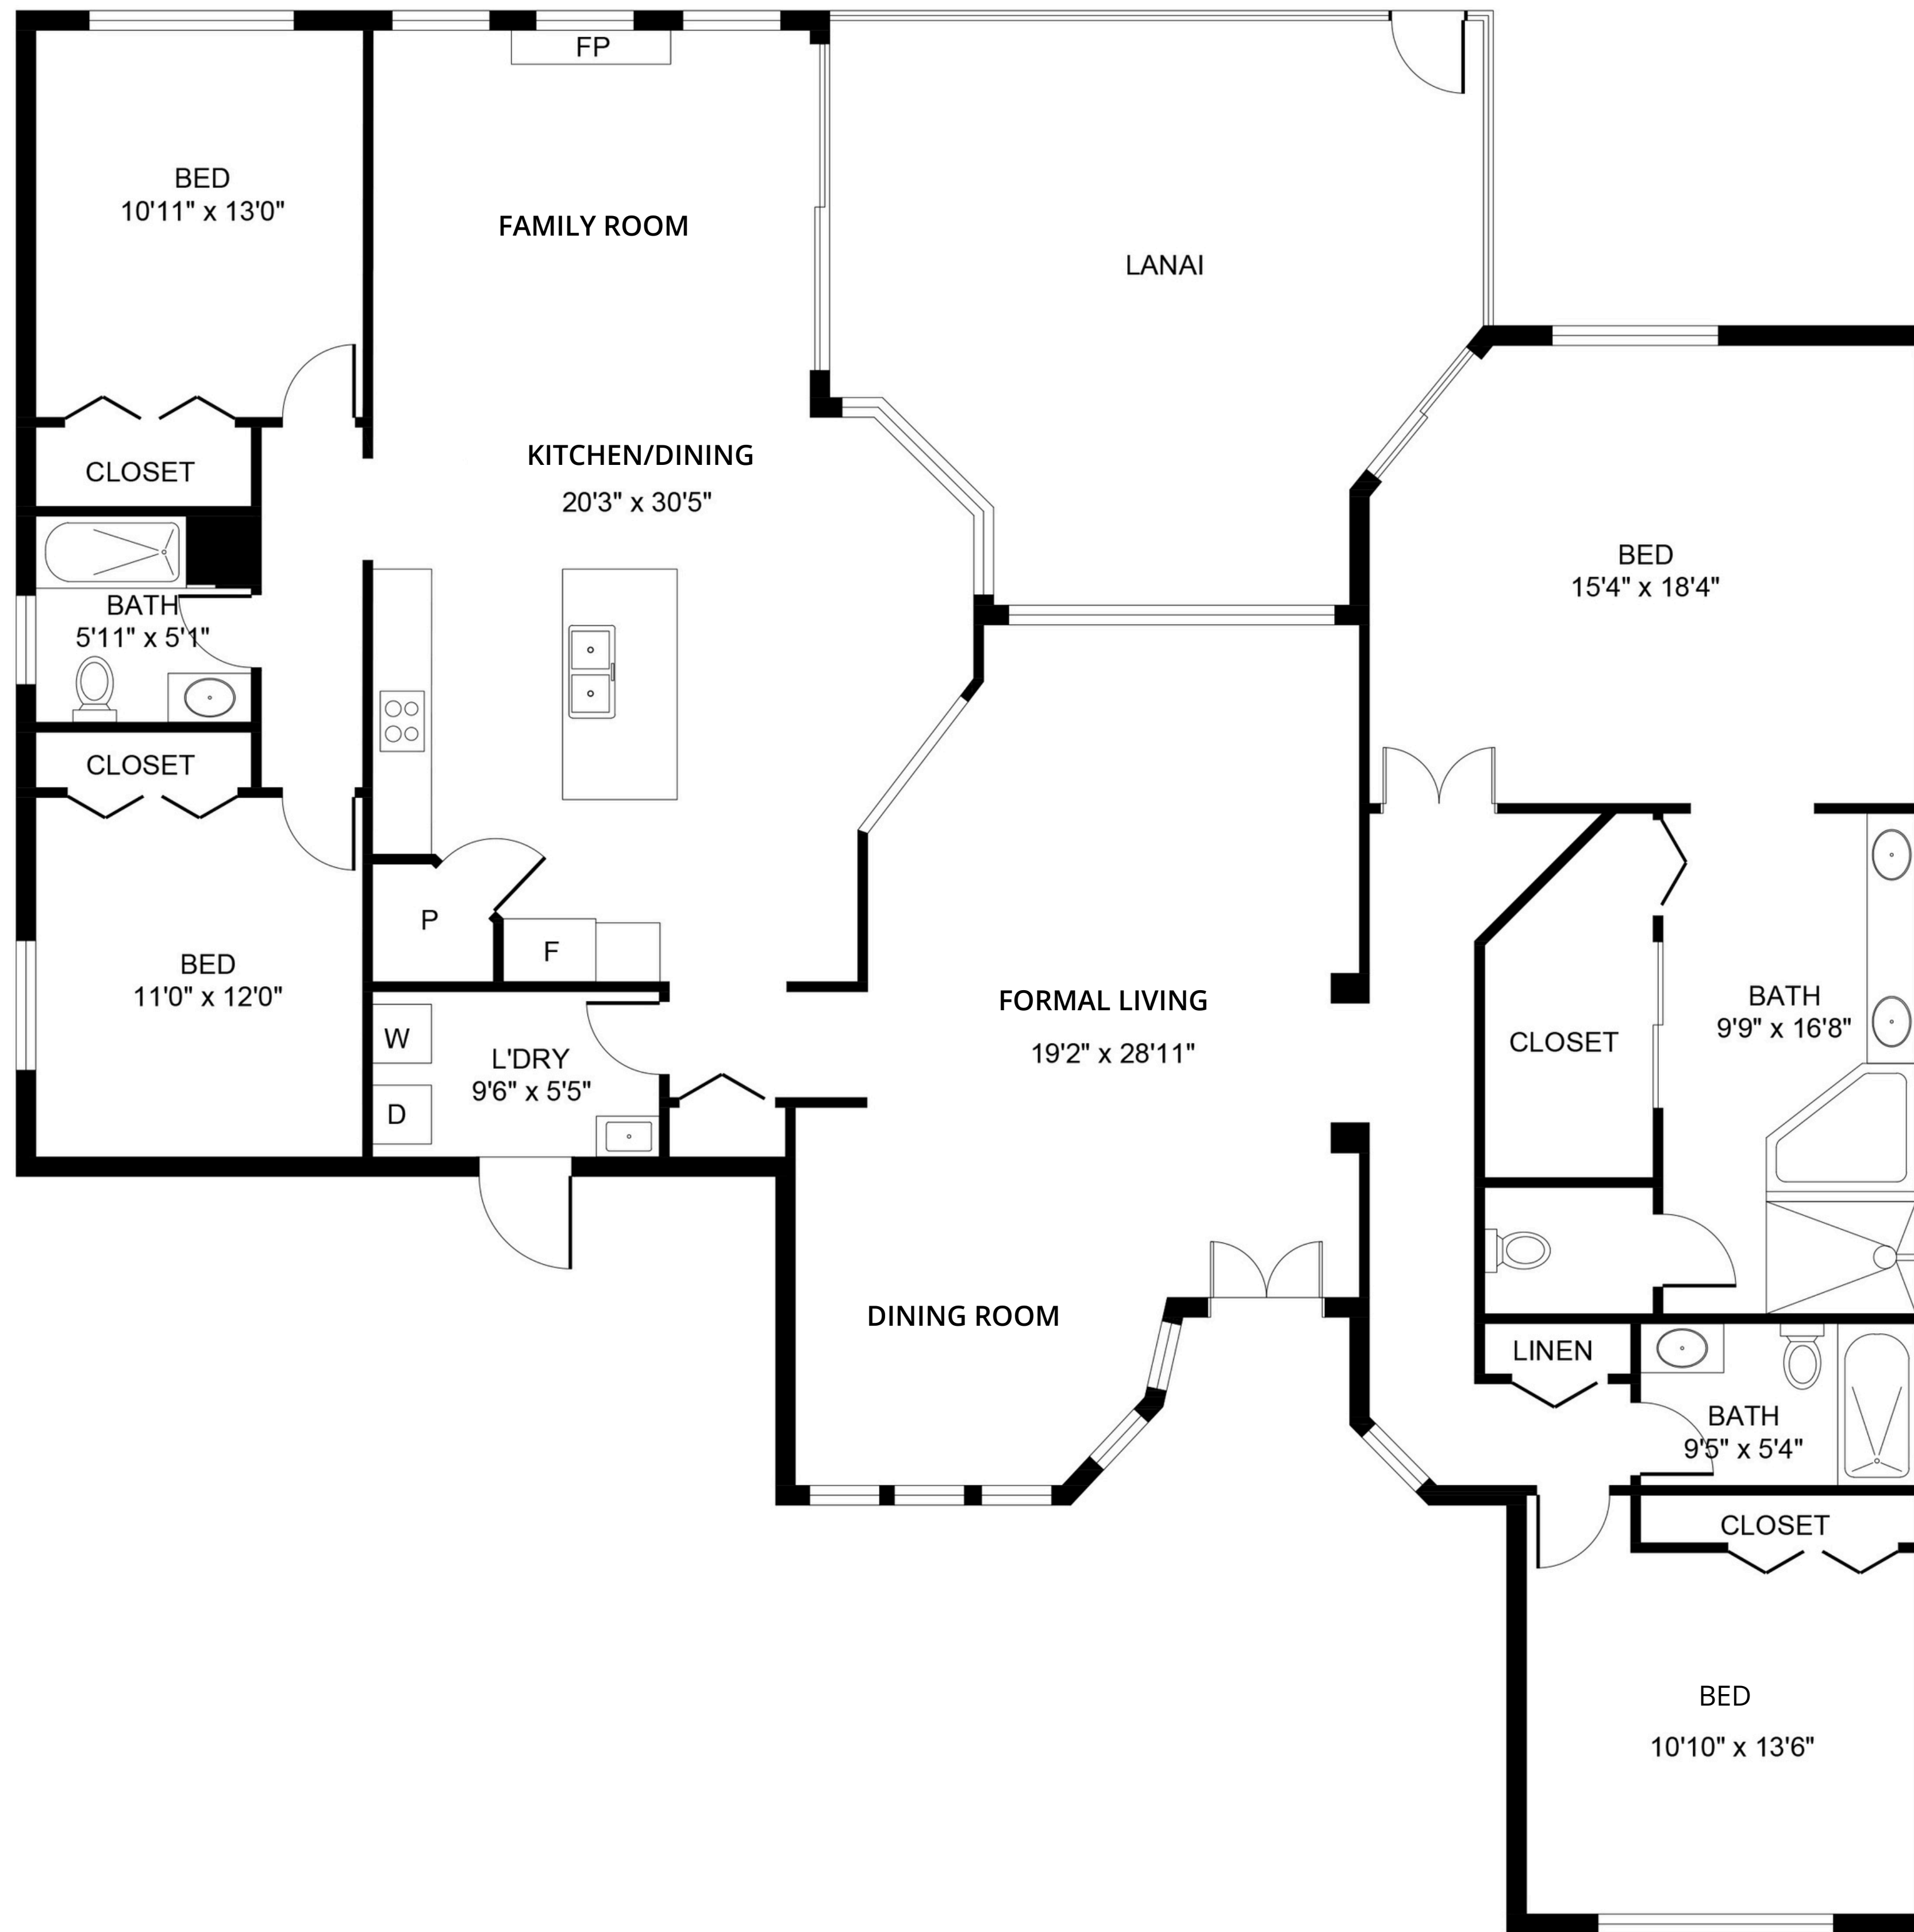 FP
BED
10'11" x 13'0"
FAMILY ROOM
LANAI
KITCHEN/DINING
20'3" x 30'5"
CLOSET
BED
15'4" x 18'4"
BATH
5'11" x 5'1"
CLOSET
P
F
BED
11'0" x 12'0"
FORMAL LIVING
19'2" x 28'11"
BATH
9'9" x 16'8"
CLOSET
W
L'DRY
9'6" x 5'5"
D
DINING ROOM
LINEN
BATH
9'5" x 5'4"
CLOSET
BED
10'10" x 13'6"